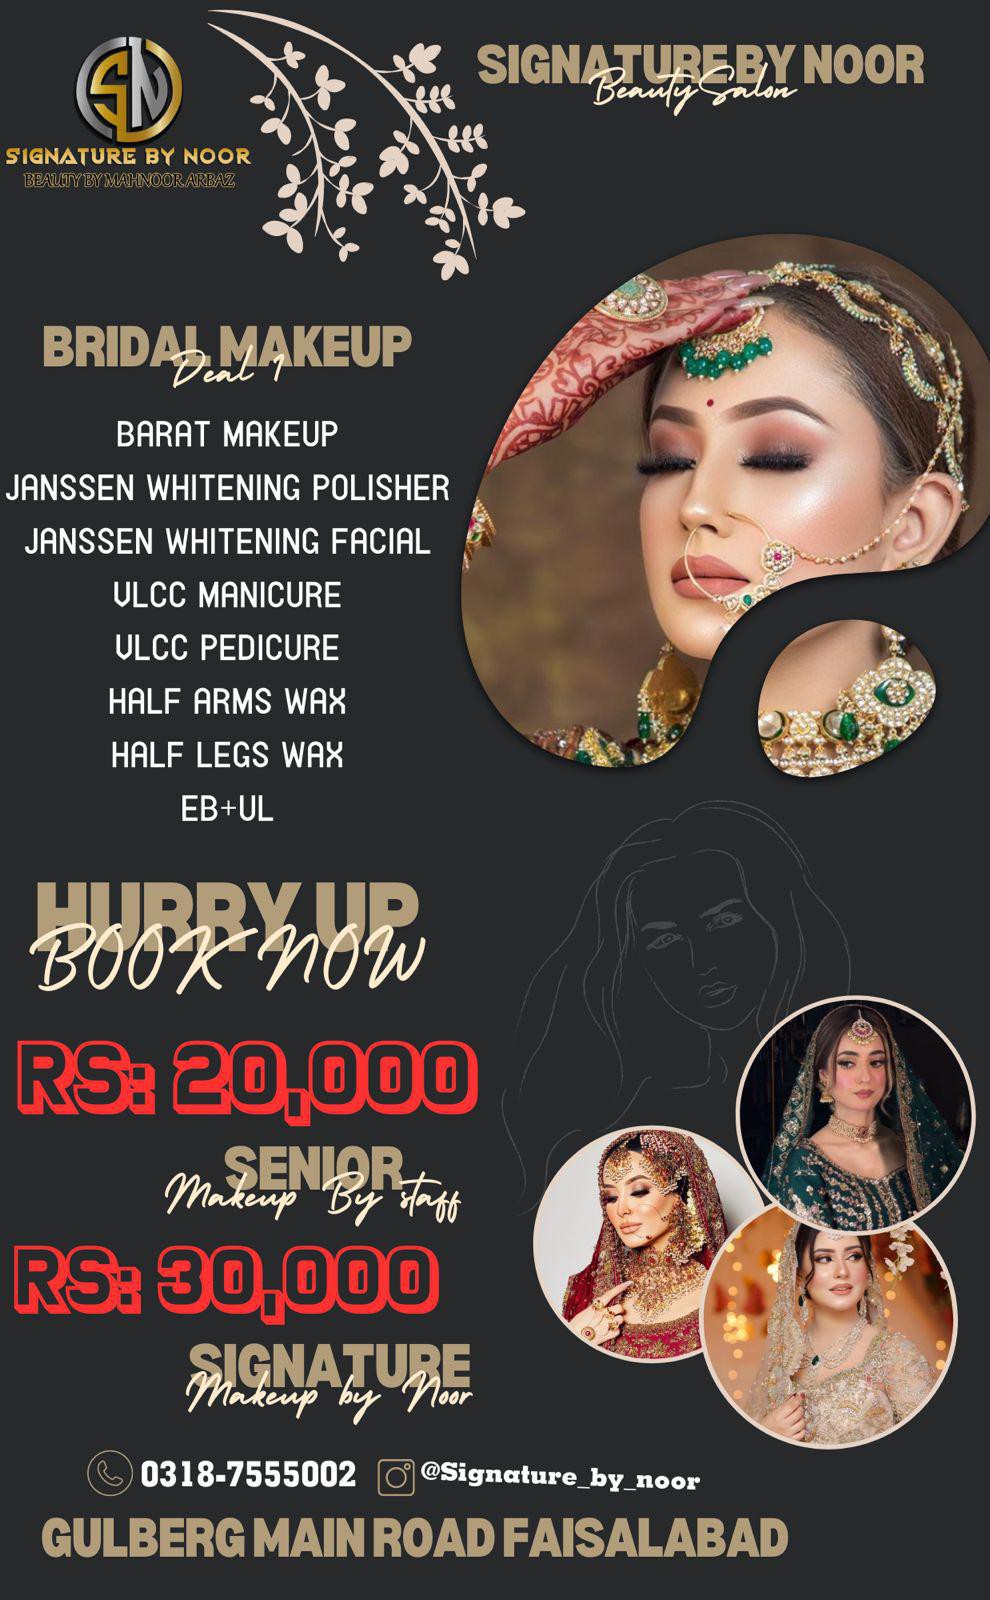 SN
SIGNATURE BY NOOR
BEAUTY BY MAHNOOR ARBAZ
SIGNATURE BY NOOR
Beauty Salon
BRIDAL MAKEUP
Deal 1
BARAT MAKEUP
JANSSEN WHITENING POLISHER
JANSSEN WHITENING FACIAL
VLCC MANICURE
VLCC PEDICURE
HALF ARMS WAX
HALF LEGS WAX
EB+UL
HURRY UP
BOOK NOW
RS: 20,000
SENIOR
Makeup By staff
RS: 30,000
SIGNATURE
Makeup by Noor
0318-7555002 @Signature_by_noor
GULBERG MAIN ROAD FAISALABAD